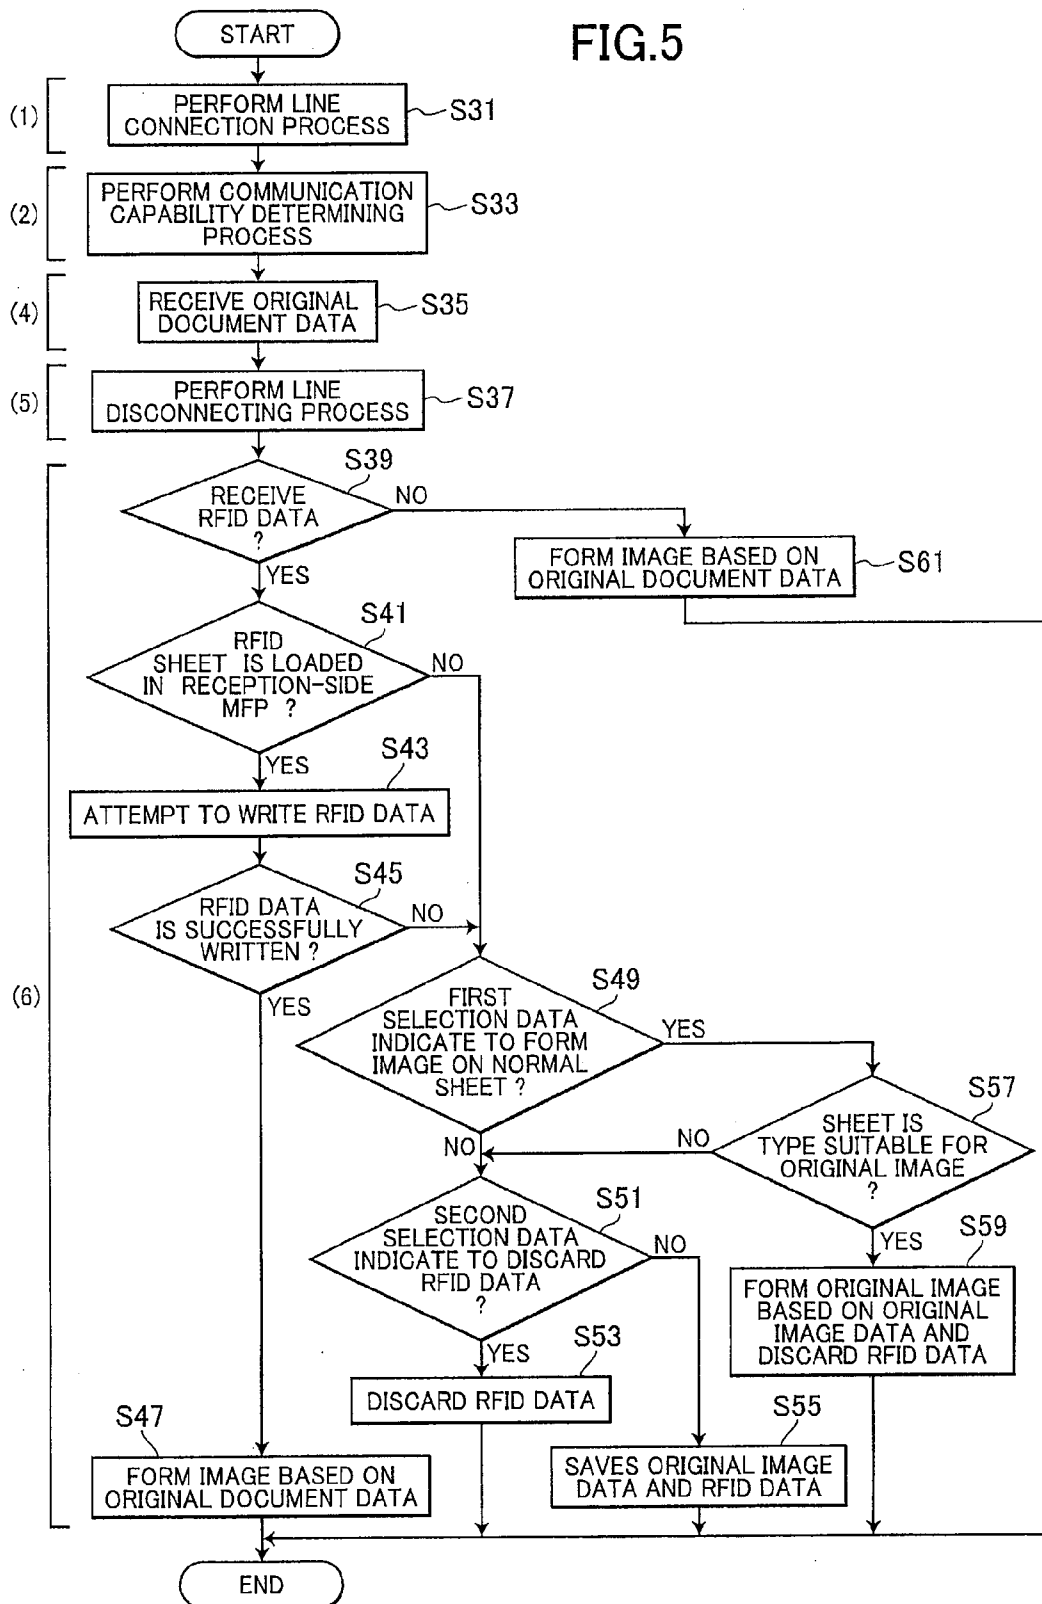 FIG.5
START
(1)
PERFORM LINE
CONNECTION PROCESS
S31
(2)
PERFORM COMMUNICATION
CAPABILITY DETERMINING
PROCESS
S33
(4)
RECEIVE ORIGINAL
DOCUMENT DATA
S35
(5)
PERFORM LINE
DISCONNECTING PROCESS
S37
(6)
S39
RECEIVE
RFID DATA
?
NO
YES
FORM IMAGE BASED ON
ORIGINAL DOCUMENT DATA
S61
S41
RFID
SHEET IS LOADED
IN RECEPTION-SIDE
MFP ?
NO
YES
S43
ATTEMPT TO WRITE RFID DATA
S45
RFID DATA
IS SUCCESSFULLY
WRITTEN ?
NO
YES
S49
FIRST
SELECTION DATA
INDICATE TO FORM
IMAGE ON NORMAL
SHEET ?
YES
NO
S57
SHEET IS
TYPE SUITABLE FOR
ORIGINAL IMAGE
?
NO
YES
S51
SECOND
SELECTION DATA
INDICATE TO DISCARD
RFID DATA
?
NO
YES
S59
FORM ORIGINAL IMAGE
BASED ON ORIGINAL
IMAGE DATA AND
DISCARD RFID DATA
S53
DISCARD RFID DATA
S55
SAVES ORIGINAL IMAGE
DATA AND RFID DATA
S47
FORM IMAGE BASED ON
ORIGINAL DOCUMENT DATA
END